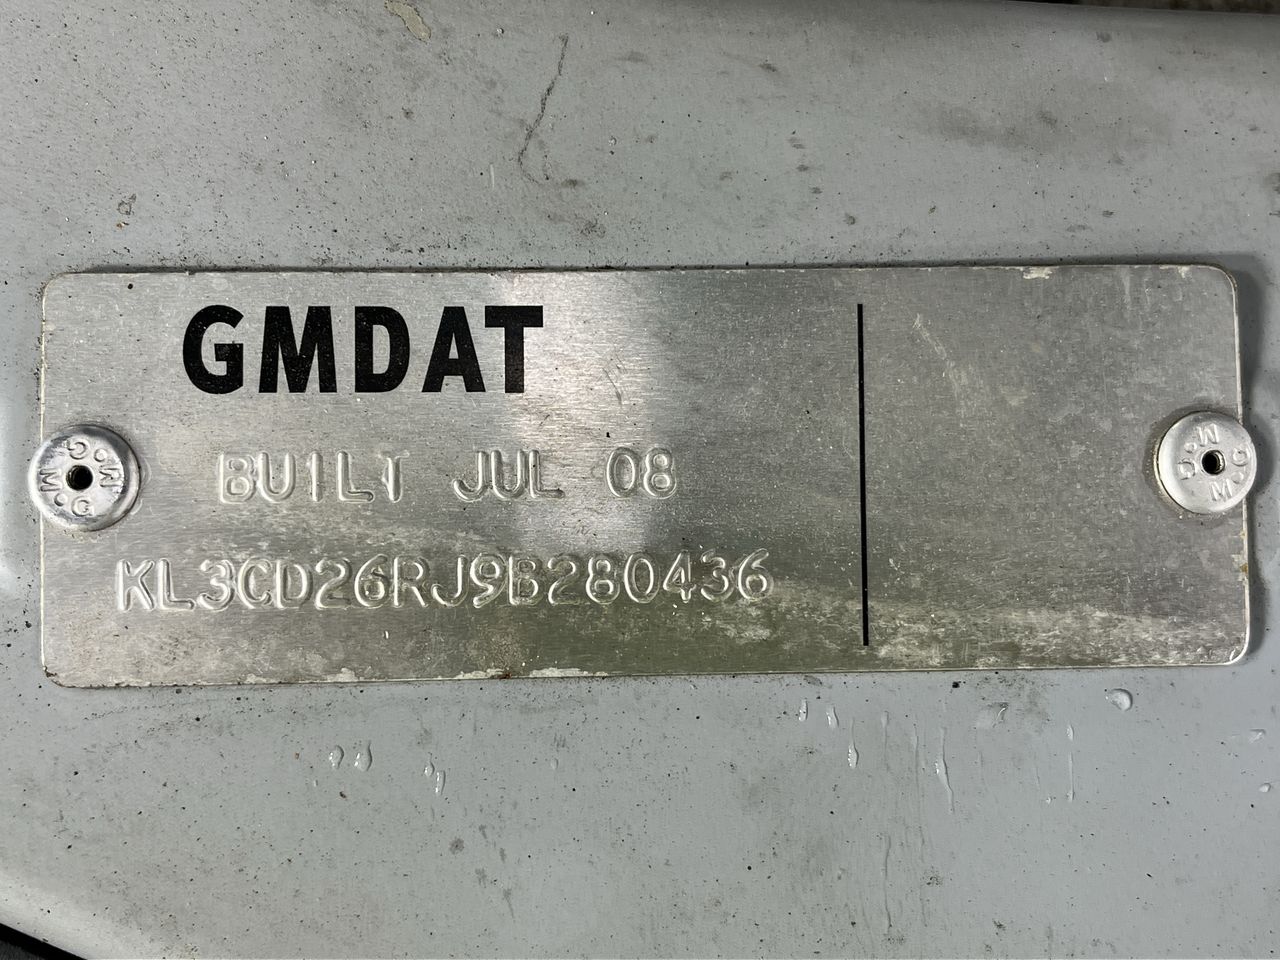 GMDAT
BUILT JUL 08
KL3CD26RJ9B280436
G.M G.M
G.M G.M